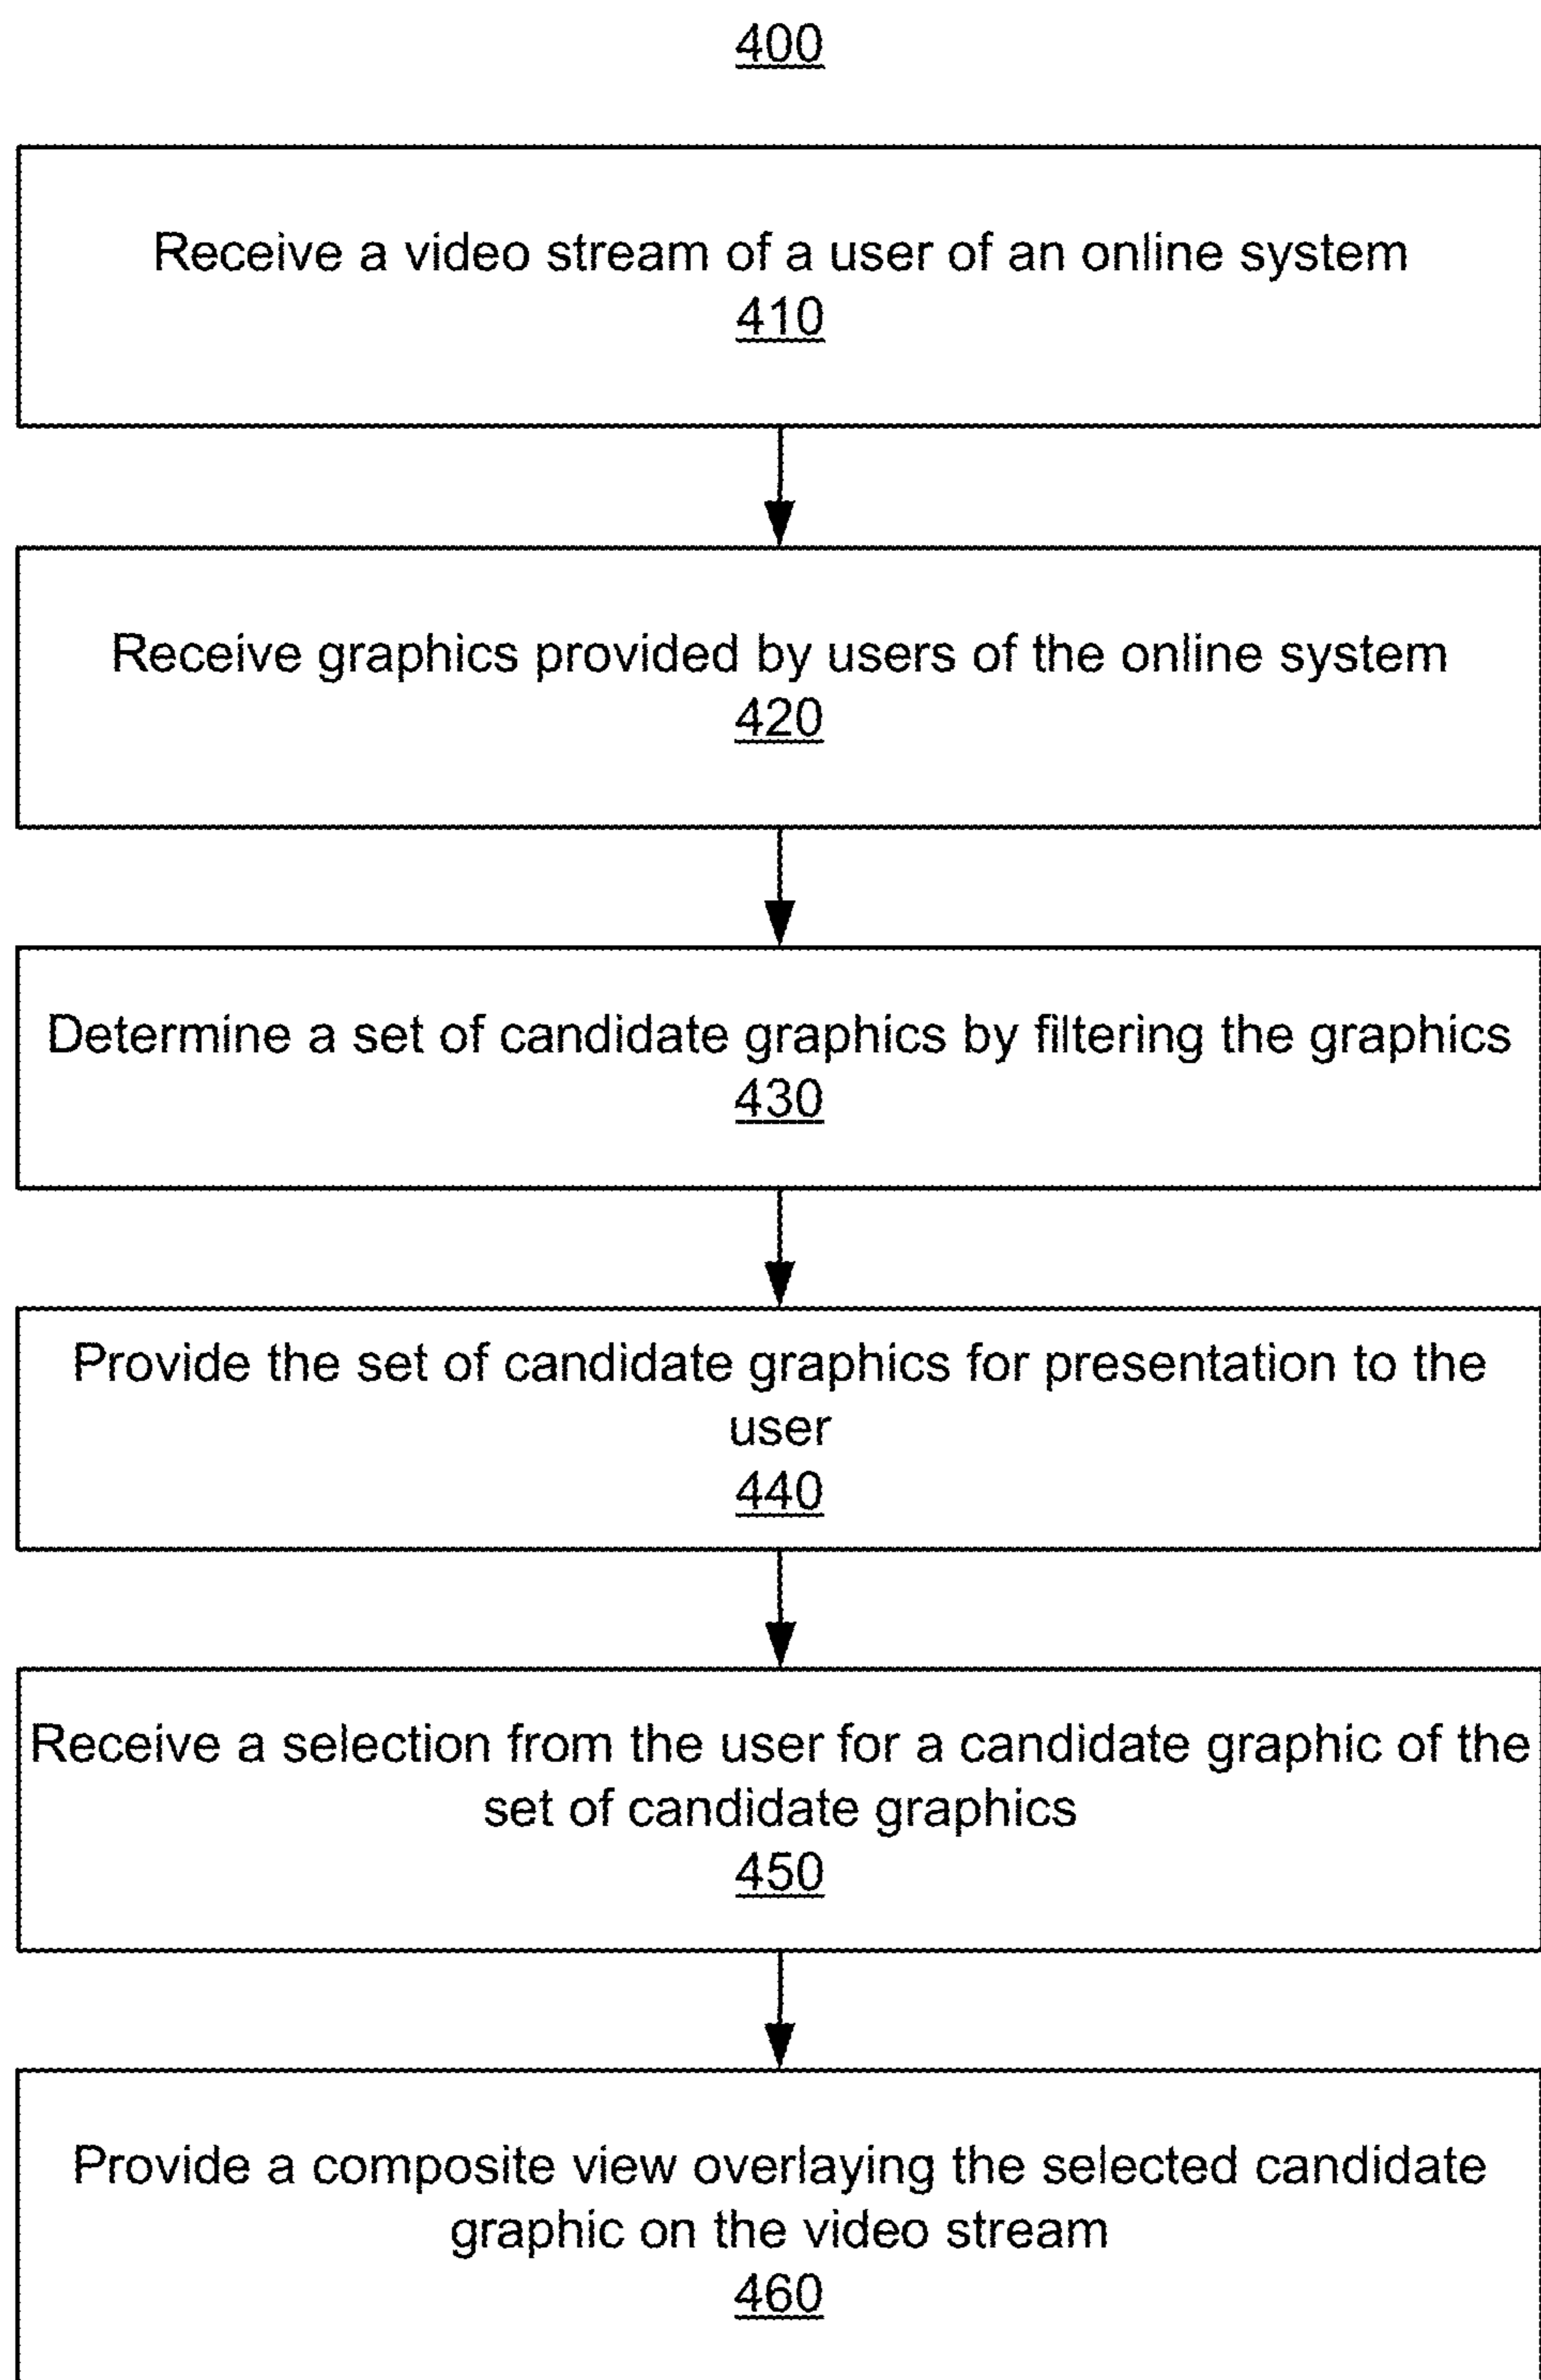 400
Receive a video stream of a user of an online system
410
Receive graphics provided by users of the online system
420
Determine a set of candidate graphics by filtering the graphics
430
Provide the set of candidate graphics for presentation to the
user
440
Receive a selection from the user for a candidate graphic of the
set of candidate graphics
450
Provide a composite view overlaying the selected candidate
graphic on the video stream
460